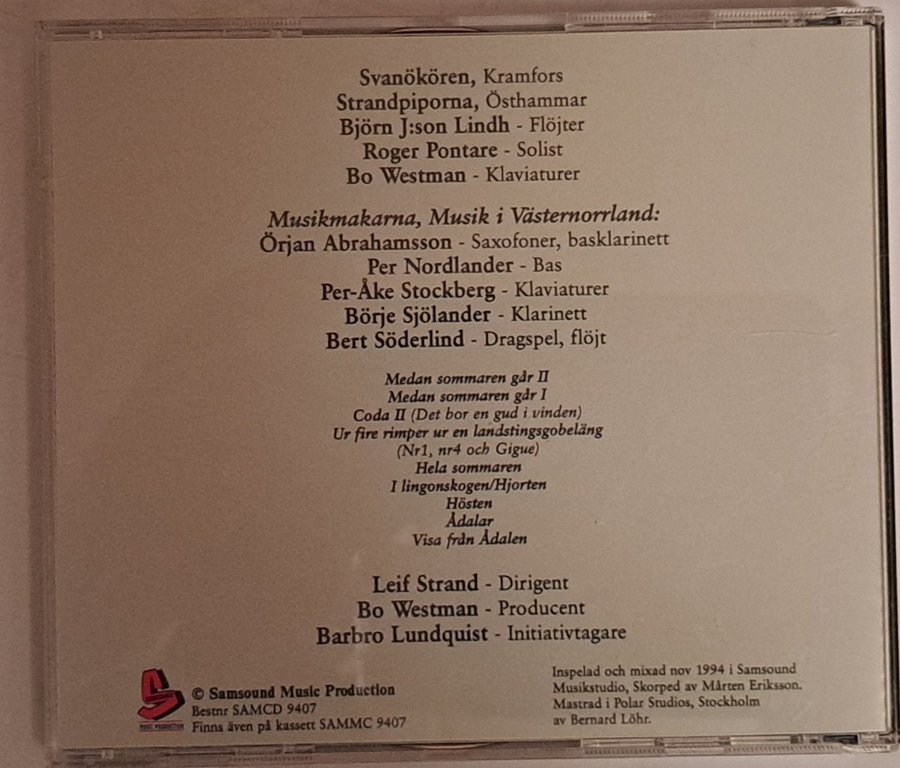 Svanökören, Kramfors
Strandpiporna, Östhammar
Björn J:son Lindh - Flöjter
Roger Pontare - Solist
Bo Westman - Klaviaturer
Musikmakarna, Musik i Västernorrland:
Örjan Abrahamsson - Saxofoner, basklarinett
Per Nordlander - Bas
Per-Åke Stockberg - Klaviaturer
Börje Sjölander - Klarinett
Bert Söderlind - Dragspel, flöjt
Medan sommaren går II
Medan sommaren går I
Coda II (Det bor en gud i vinden)
Ur fire rimper ur en landstingsgobeläng
(Nr1, nr4 och Gigue)
Hela sommaren
I lingonskogen/Hjorten
Hösten
Ådalar
Visa från Ådalen
Leif Strand - Dirigent
Bo Westman - Producent
Barbro Lundquist - Initiativtagare
MUSIC PRODUCTION
© Samsound Music Production
Bestnr SAMCD 9407
Finns även på kassett SAMMC 9407
Inspelad och mixad nov 1994 i Samsound
Musikstudio, Skorped av Mårten Eriksson.
Mastrad i Polar Studios, Stockholm
av Bernard Löhr.